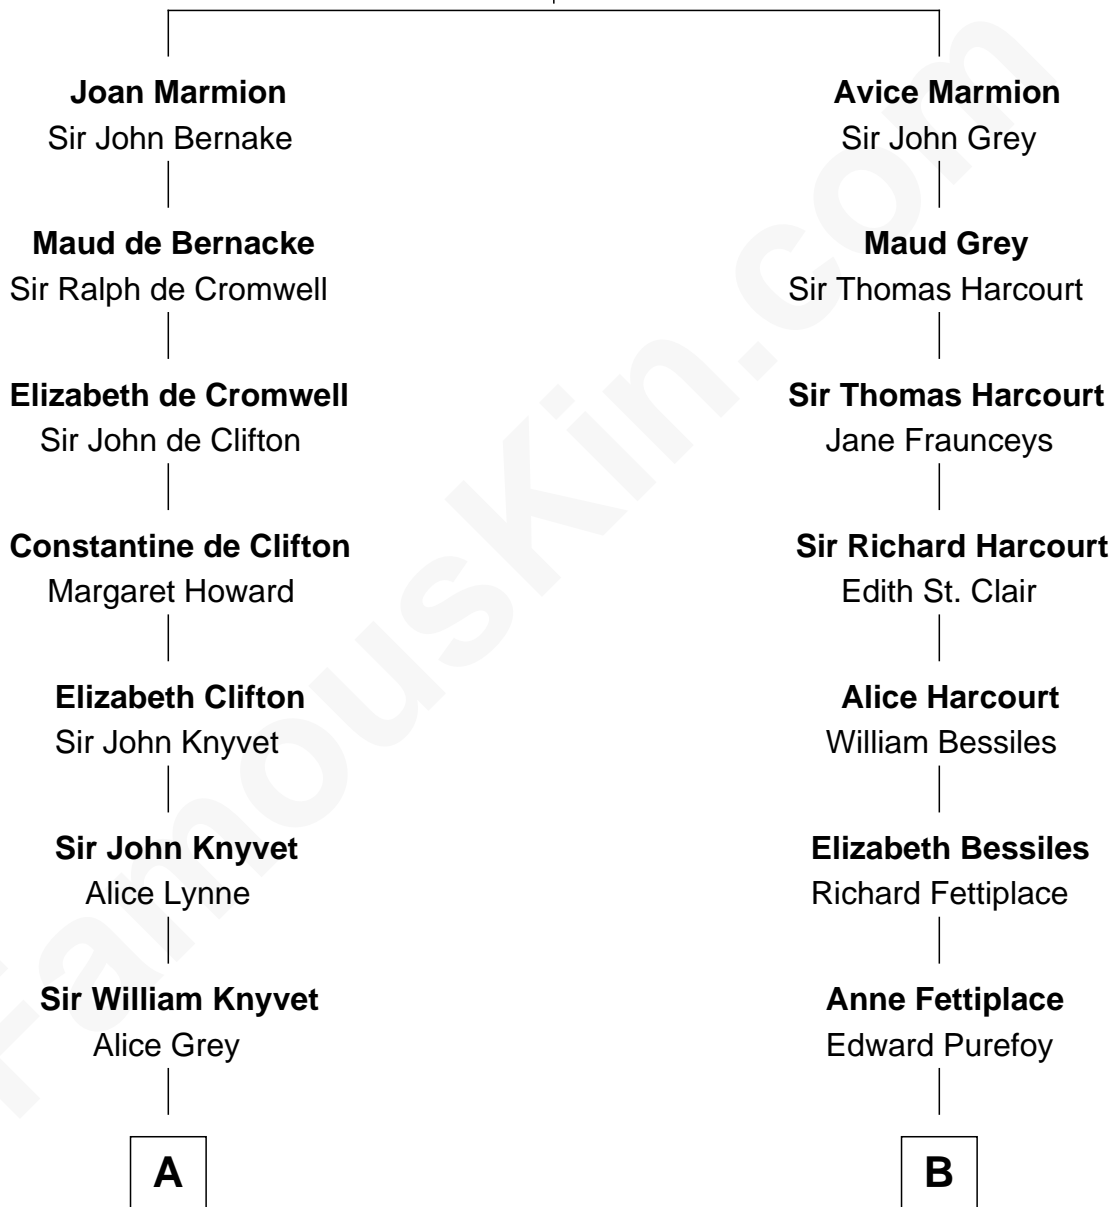 Joan Marmion
Sir John Bernake
Maud de Bernacke
Sir Ralph de Cromwell
Elizabeth de Cromwell
Sir John de Clifton
Constantine de Clifton
Margaret Howard
Elizabeth Clifton
Sir John Knyvet
Sir John Knyvet
Alice Lynne
Sir William Knyvet
Alice Grey
A
Avice Marmion
Sir John Grey
Maud Grey
Sir Thomas Harcourt
Sir Thomas Harcourt
Jane Fraunceys
Sir Richard Harcourt
Edith St. Clair
Alice Harcourt
William Bessiles
Elizabeth Bessiles
Richard Fettiplace
Anne Fettiplace
Edward Purefoy
B
FamousKin.com